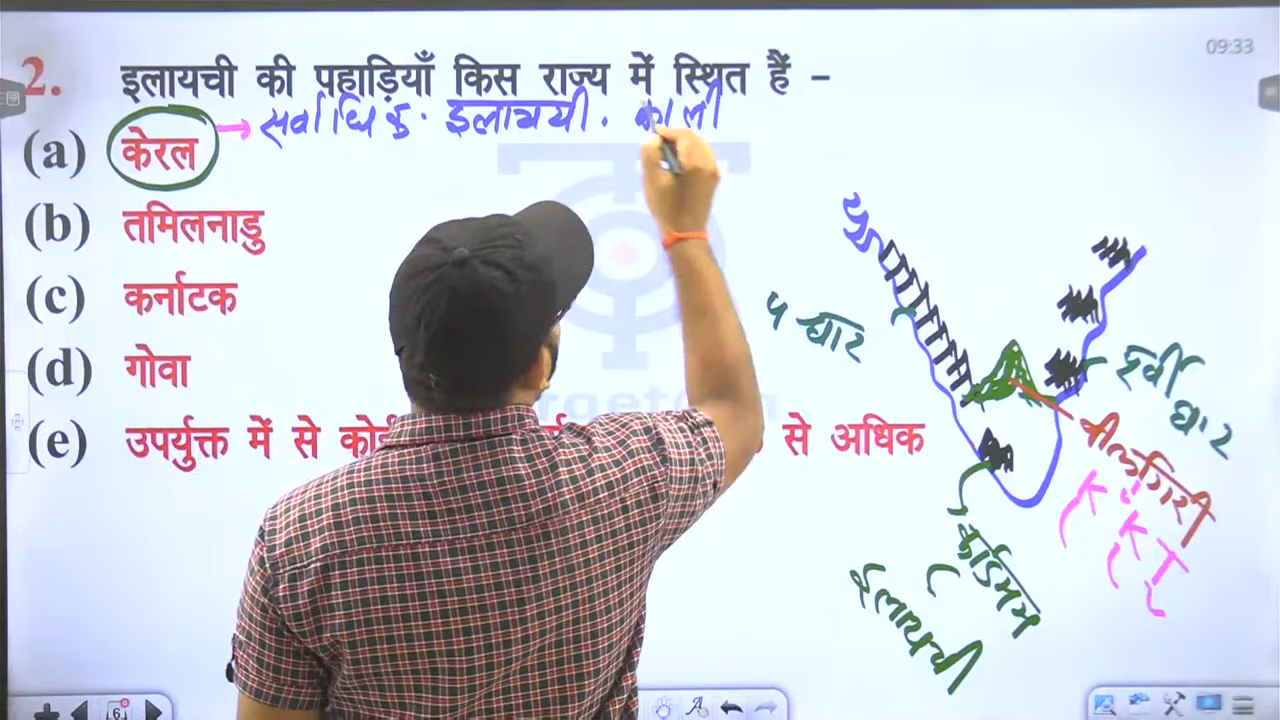 09:33
2. इलायची की पहाड़ियाँ किस राज्य में स्थित हैं –
सर्वाधिक इलायची काली
(a) केरल
(b) तमिलनाडु
(c) कर्नाटक
(d) गोवा
(e) उपर्युक्त में से से अधिक
प घाट
पूर्वी
घाट
नीलगिरी
K K T
कार्डमम
इलायची
6